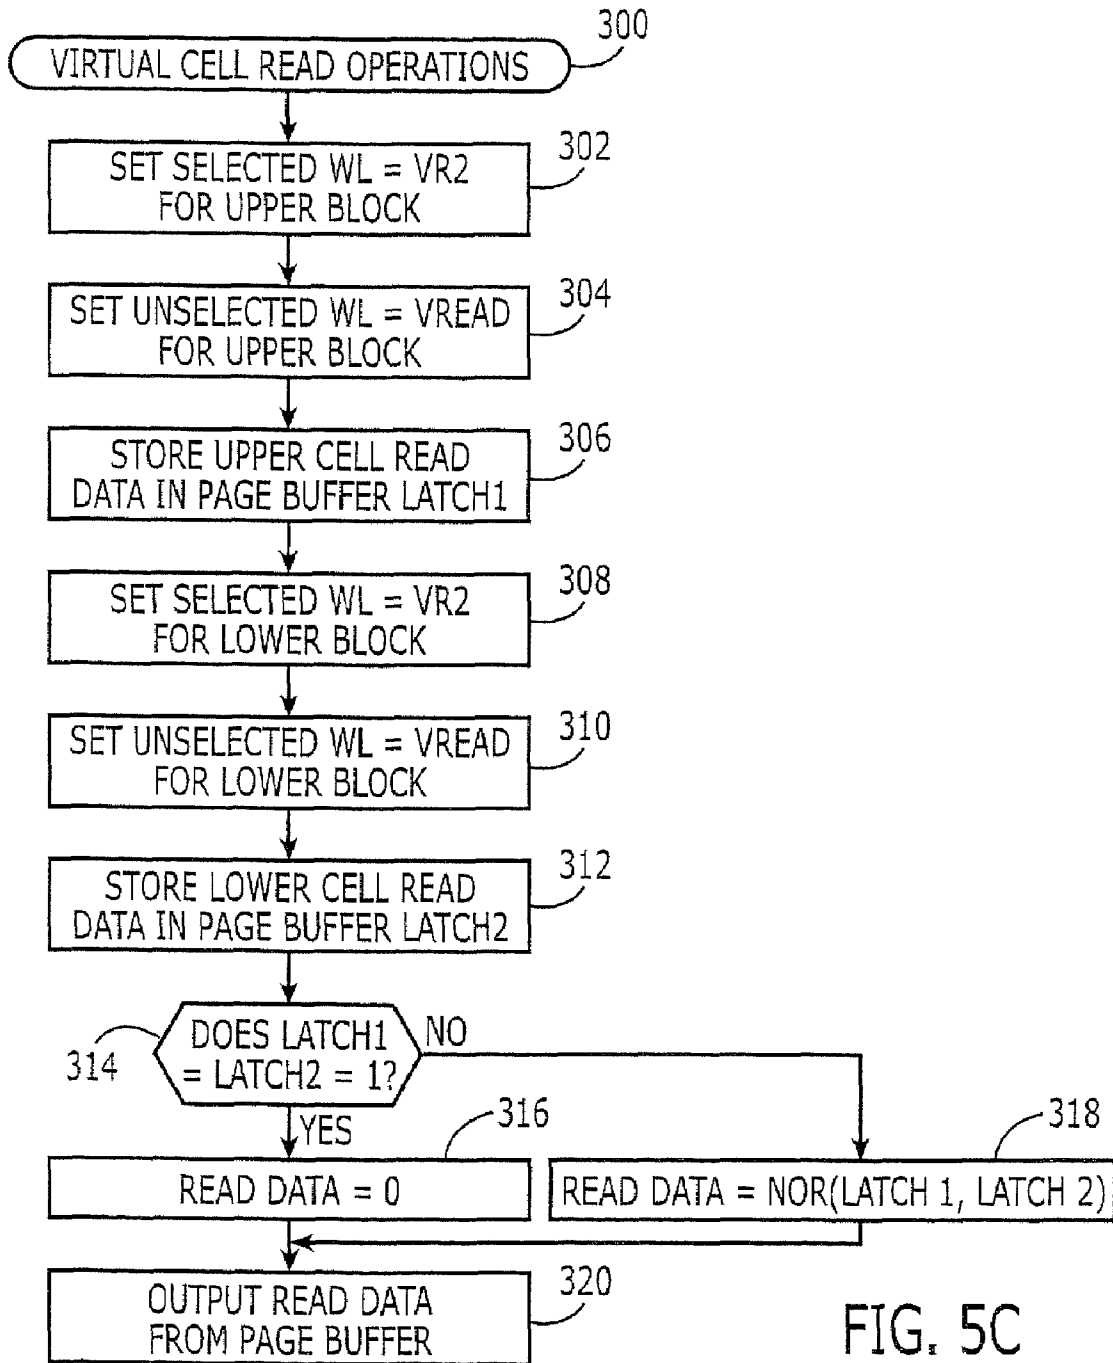 300
VIRTUAL CELL READ OPERATIONS
302
SET SELECTED WL = VR2
FOR UPPER BLOCK
304
SET UNSELECTED WL = VREAD
FOR UPPER BLOCK
306
STORE UPPER CELL READ
DATA IN PAGE BUFFER LATCH1
308
SET SELECTED WL = VR2
FOR LOWER BLOCK
310
SET UNSELECTED WL = VREAD
FOR LOWER BLOCK
312
STORE LOWER CELL READ
DATA IN PAGE BUFFER LATCH2
314
DOES LATCH1
= LATCH2 = 1?
NO
YES
316
READ DATA = 0
318
READ DATA = NOR(LATCH 1, LATCH 2)
320
OUTPUT READ DATA
FROM PAGE BUFFER
FIG. 5C